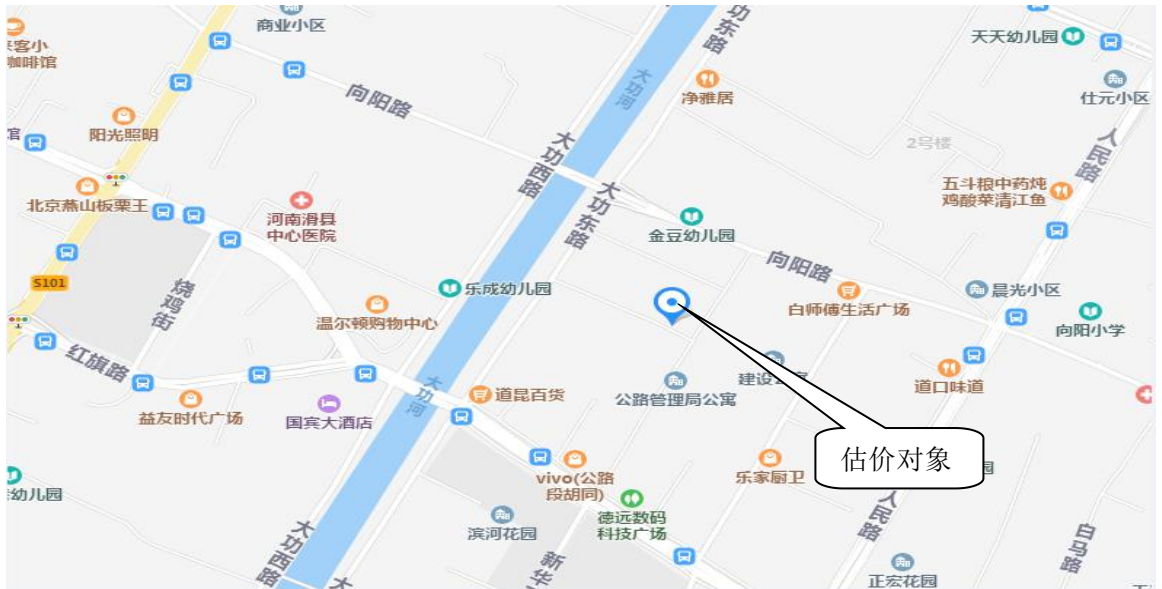 商业小区
天天幼儿园
大功东路
大功河
净雅居
仕元小区
咖啡馆
向阳路
阳光照明
2号楼
人民路
大功西路
五斗粮中药炖
鸡酸菜清江鱼
北京燕山板栗王
河南滑县
中心医院
大功东路
金豆幼儿园
向阳路
S101
烧鸡街
乐成幼儿园
晨光小区
白师傅生活广场
向阳小学
温尔顿购物中心
红旗路
建设公寓
道口味道
大功河
道昆百货
公路管理局公寓
益友时代广场
国宾大酒店
估价对象
vivo(公路
段胡同)
乐家厨卫
幼儿园
德远数码
科技广场
滨河花园
人民路
大功西路
新华
白马路
正宏花园